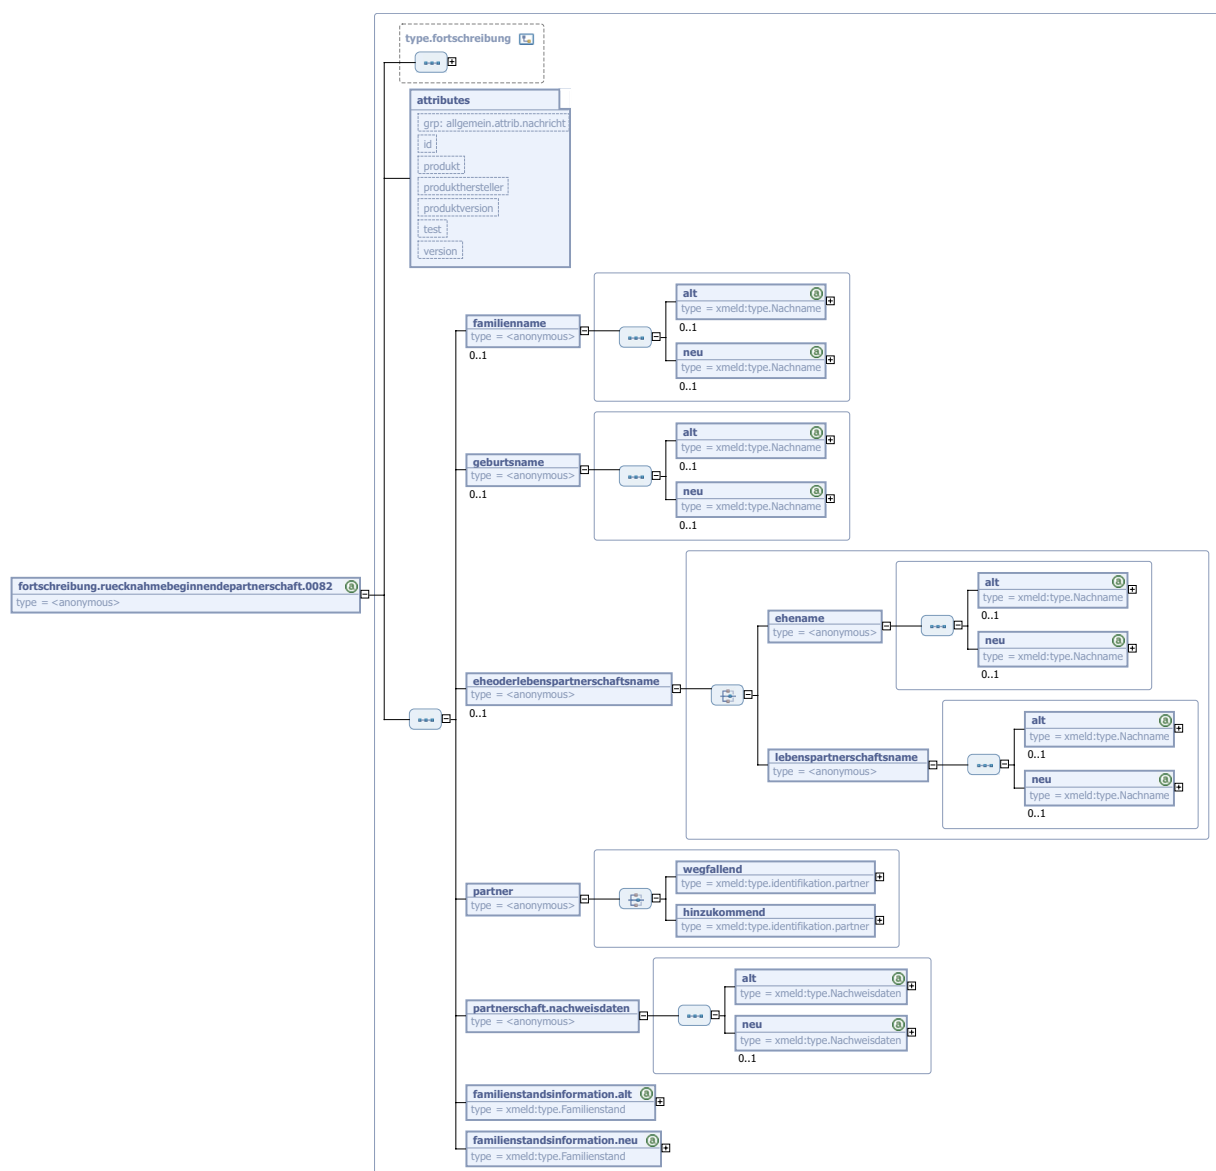 type.fortschreibung
attributes
grp: allgemein.attrib.nachricht
id
produkt
produkthersteller
produktversion
test
version
familienname
type = <anonymous>
0..1
alt
type = xmeld:type.Nachname
0..1
neu
type = xmeld:type.Nachname
0..1
geburtsname
type = <anonymous>
0..1
alt
type = xmeld:type.Nachname
0..1
neu
type = xmeld:type.Nachname
0..1
fortschreibung.ruecknahmebeginnendepartnerschaft.0082
type = <anonymous>
eheoderlebenspartnerschaftsname
type = <anonymous>
0..1
ehename
type = <anonymous>
alt
type = xmeld:type.Nachname
0..1
neu
type = xmeld:type.Nachname
0..1
lebenspartnerschaftsname
type = <anonymous>
alt
type = xmeld:type.Nachname
0..1
neu
type = xmeld:type.Nachname
0..1
partner
type = <anonymous>
wegfallend
type = xmeld:type.identifikation.partner
hinzukommend
type = xmeld:type.identifikation.partner
partnerschaft.nachweisdaten
type = <anonymous>
alt
type = xmeld:type.Nachweisdaten
neu
type = xmeld:type.Nachweisdaten
0..1
familienstandsinformation.alt
type = xmeld:type.Familienstand
familienstandsinformation.neu
type = xmeld:type.Familienstand